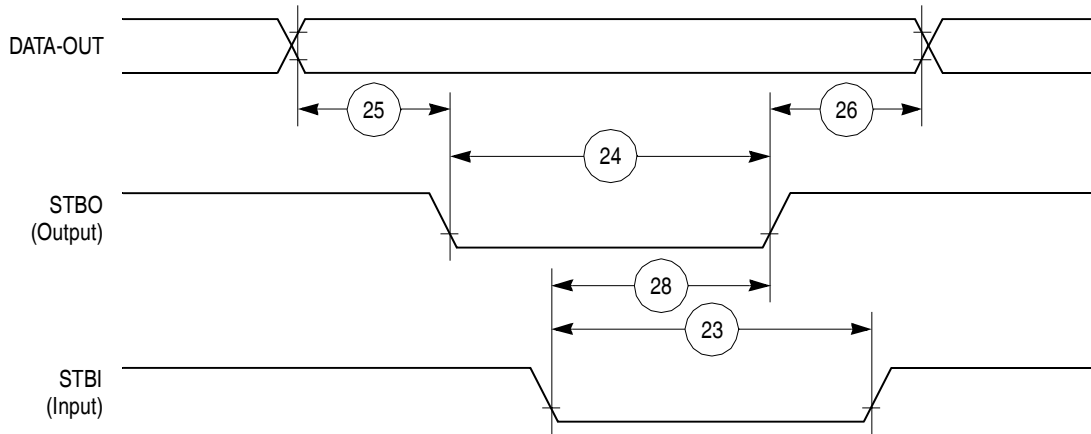 DATA-OUT
25
26
24
STBO
(Output)
28
23
STBI
(Input)